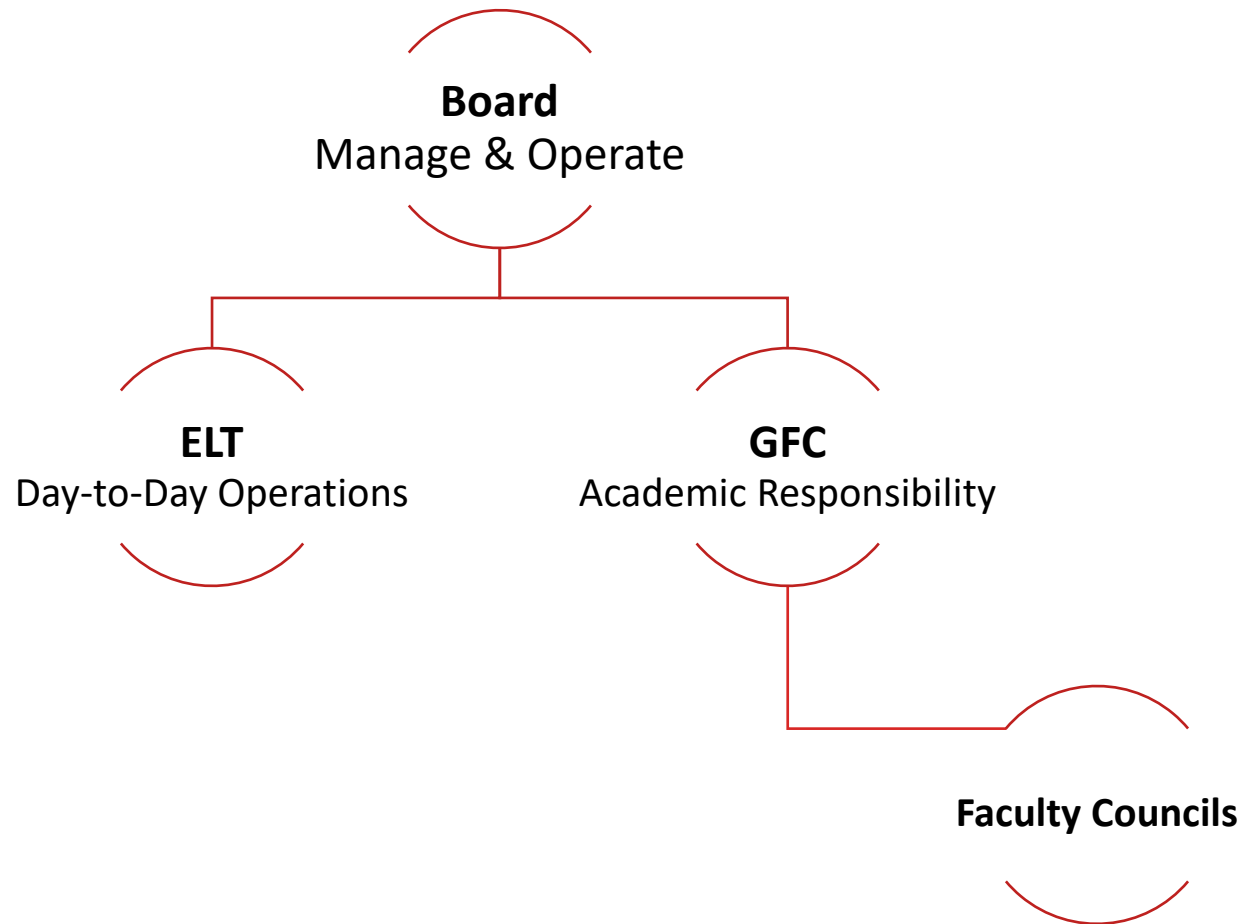 Board
Manage & Operate
ELT
Day-to-Day Operations
GFC
Academic Responsibility
Faculty Councils